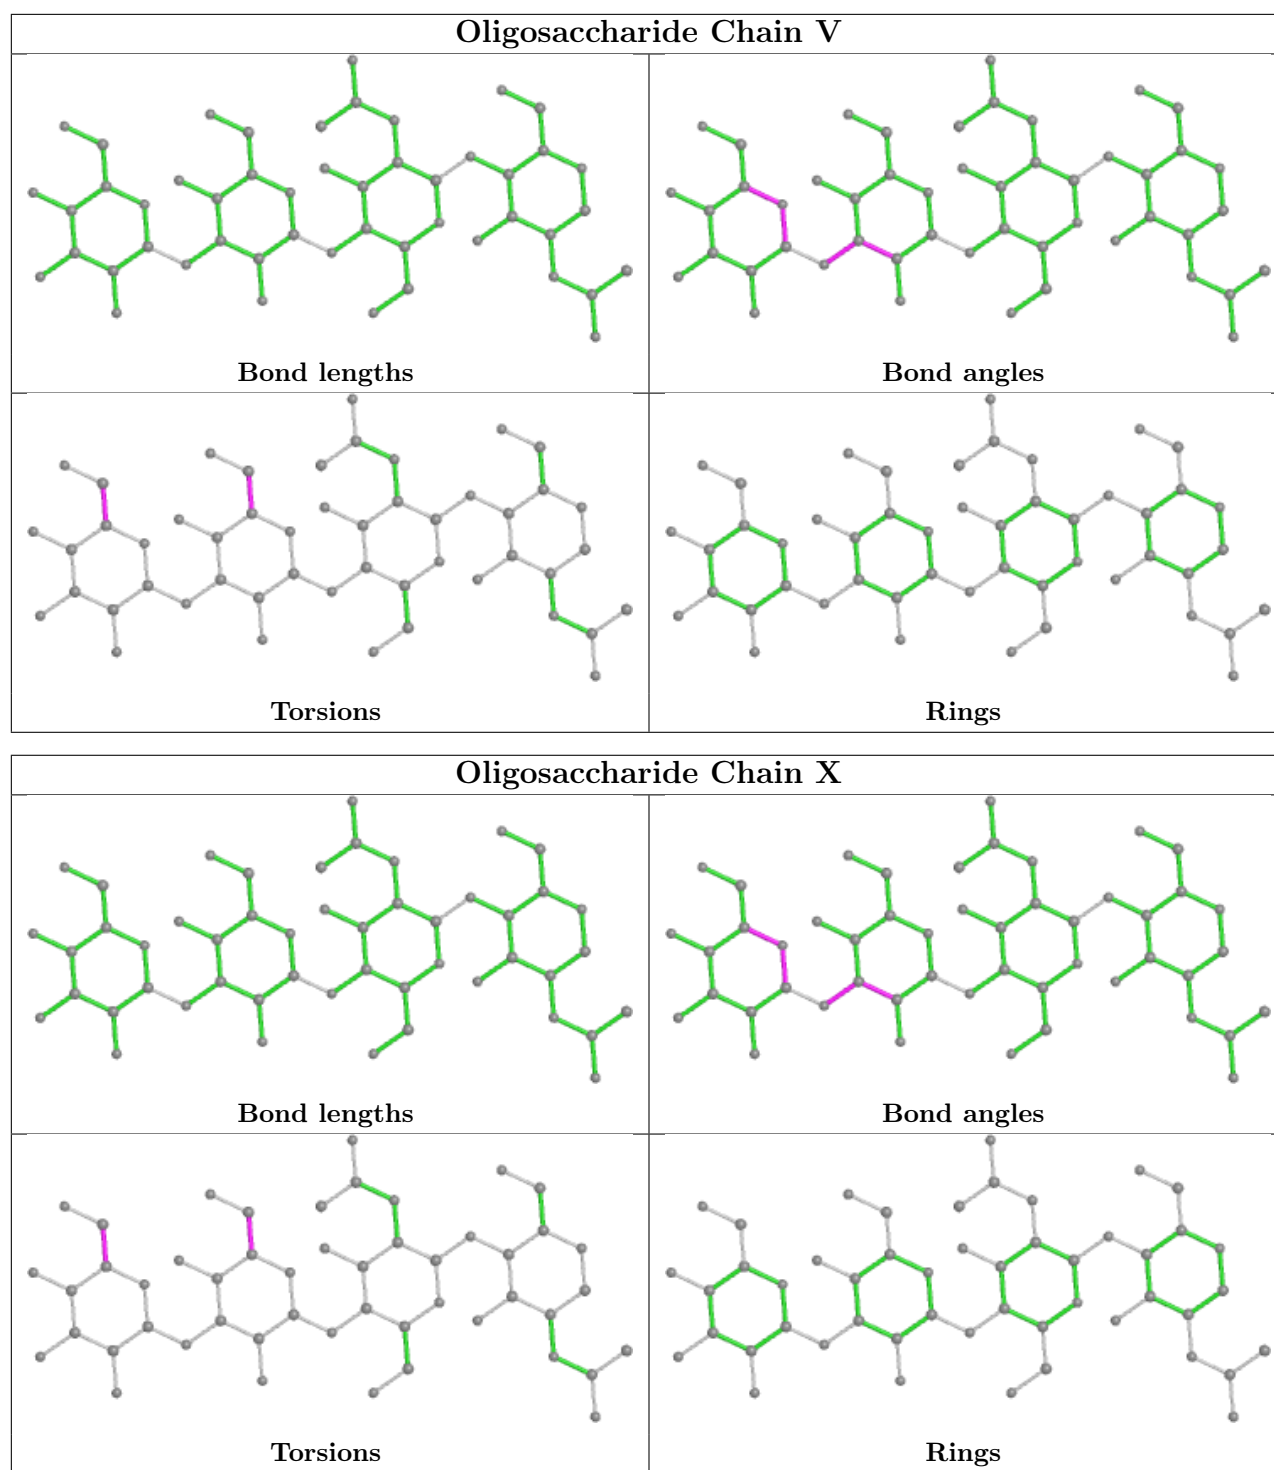 Oligosaccharide Chain V
Bond lengths
Bond angles
Torsions
Rings
Oligosaccharide Chain X
Bond lengths
Bond angles
Torsions
Rings